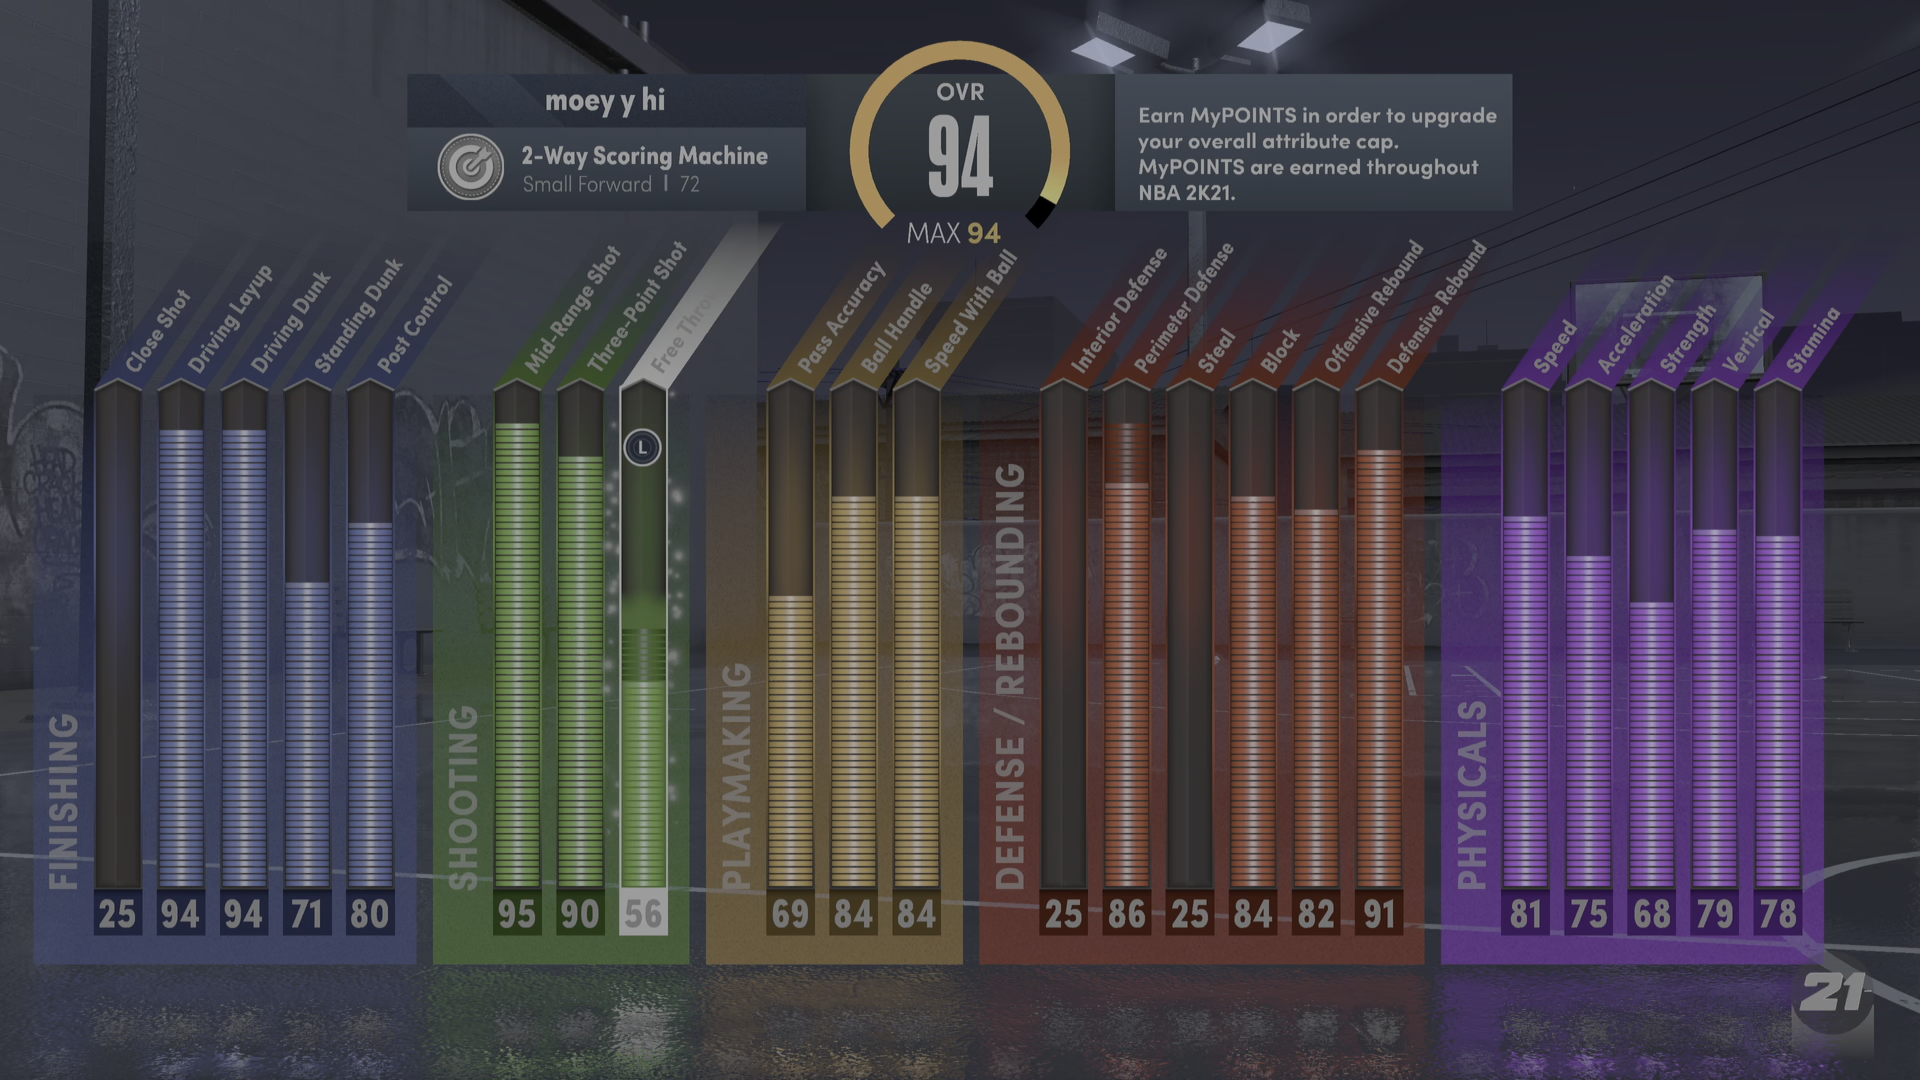 moey y hi
2-Way Scoring Machine
Small Forward | 72
OVR
94
MAX 94
Earn MyPOINTS in order to upgrade
your overall attribute cap.
MyPOINTS are earned throughout
NBA 2K21.
FINISHING
Close Shot
Driving Layup
Driving Dunk
Standing Dunk
Post Control
25 94 94 71 80
SHOOTING
Mid-Range Shot
Three-Point Shot
Free Throw
L
95 90 56
PLAYMAKING
Pass Accuracy
Ball Handle
Speed With Ball
69 84 84
DEFENSE / REBOUNDING
Interior Defense
Perimeter Defense
Steal
Block
Offensive Rebound
Defensive Rebound
25 86 25 84 82 91
PHYSICALS
Speed
Acceleration
Strength
Vertical
Stamina
81 75 68 79 78
21